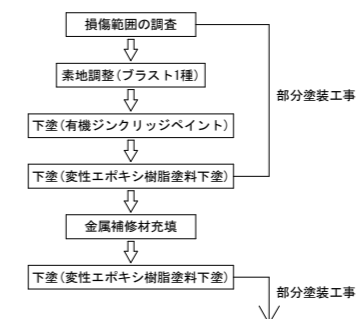 損傷範囲の調査
素地調整(ブラスト1種)
部分塗装工事
下塗(有機ジンクリッジペイント)
下塗(変性エポキシ樹脂塗料下塗)
金属補修材充填
下塗(変性エポキシ樹脂塗料下塗)
部分塗装工事